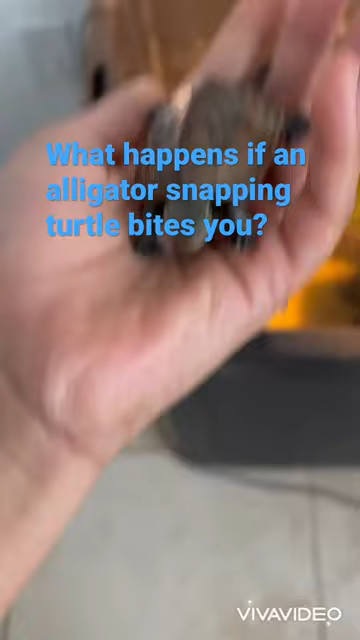 What happens if an
alligator snapping
turtle bites you?
VIVAVIDEO